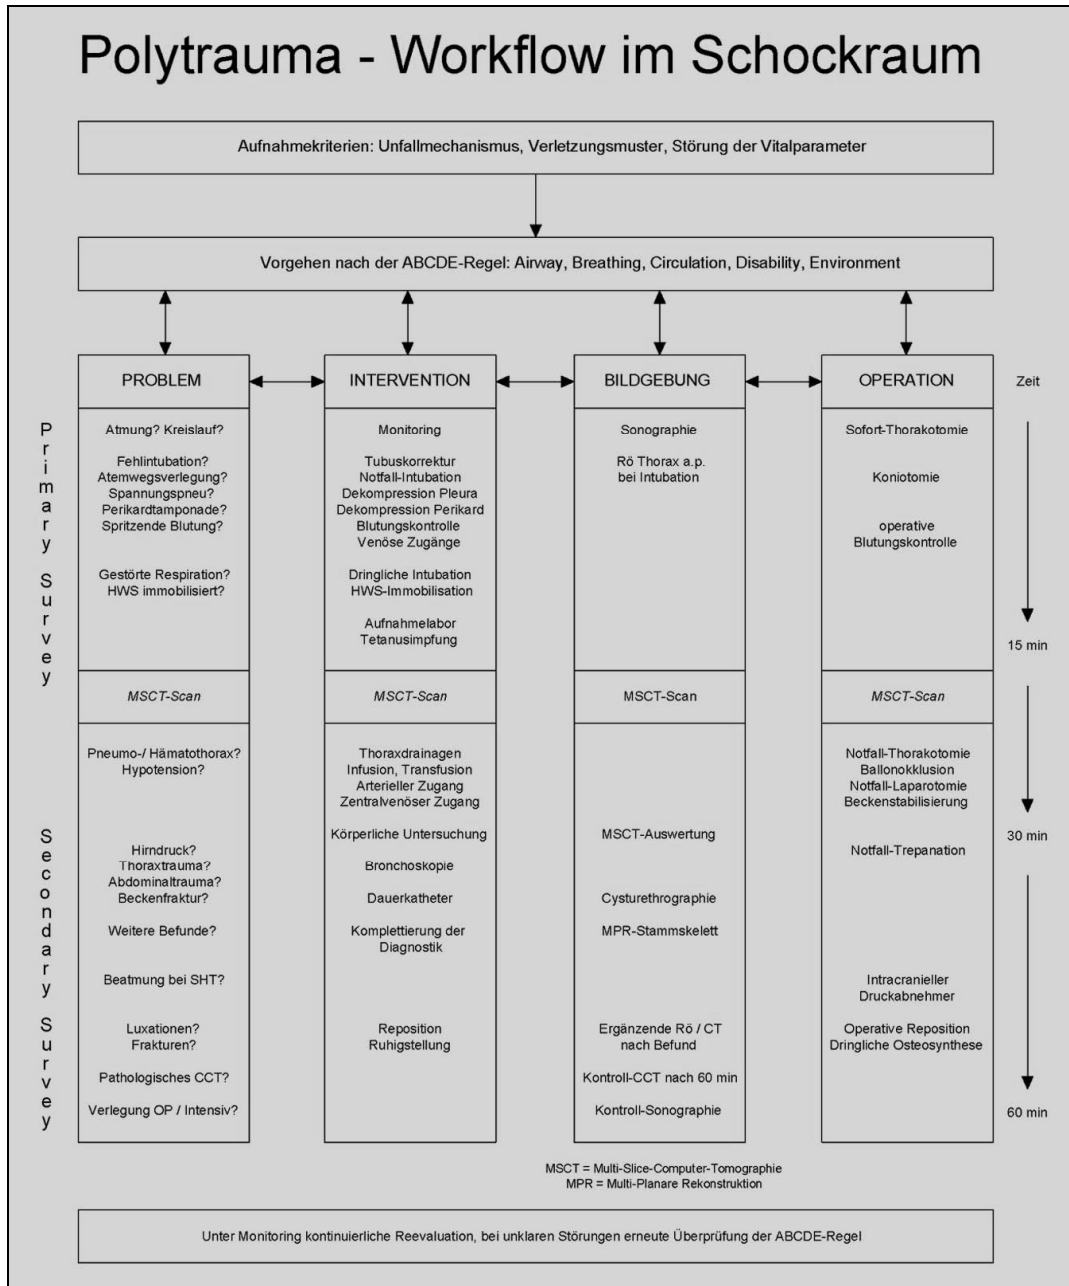 Polytrauma - Workflow im Schockraum
Aufnahmekriterien: Unfallmechanismus, Verletzungsmuster, Störung der Vitalparameter
Vorgehen nach der ABCDE-Regel: Airway, Breathing, Circulation, Disability, Environment
Primary Survey
Secondary Survey
PROBLEM
Atmung? Kreislauf?
Fehlintubation?
Atemwegsverlegung?
Spannungspneu?
Perikardtamponade?
Spritzende Blutung?
Gestörte Respiration?
HWS immobilisiert?
MSCT-Scan
Pneumo-/ Hämatothorax?
Hypotension?
Hirndruck?
Thoraxtrauma?
Abdominaltrauma?
Beckenfraktur?
Weitere Befunde?
Beatmung bei SHT?
Luxationen?
Frakturen?
Pathologisches CCT?
Verlegung OP / Intensiv?
INTERVENTION
Monitoring
Tubuskorrektur
Notfall-Intubation
Dekompression Pleura
Dekompression Perikard
Blutungskontrolle
Venöse Zugänge
Dringliche Intubation
HWS-Immobilisation
Aufnahmelabor
Tetanusimpfung
MSCT-Scan
Thoraxdrainagen
Infusion, Transfusion
Arterieller Zugang
Zentralvenöser Zugang
Körperliche Untersuchung
Bronchoskopie
Dauerkatheter
Komplettierung der
Diagnostik
Reposition
Ruhigstellung
BILDGEBUNG
Sonographie
Rö Thorax a.p.
bei Intubation
MSCT-Scan
MSCT-Auswertung
Cysturethrographie
MPR-Stammskelett
Ergänzende Rö / CT
nach Befund
Kontroll-CCT nach 60 min
Kontroll-Sonographie
OPERATION
Sofort-Thorakotomie
Koniotomie
operative
Blutungskontrolle
MSCT-Scan
Notfall-Thorakotomie
Ballonokklusion
Notfall-Laparotomie
Beckenstabilisierung
Notfall-Trepanation
Intracranieller
Druckabnehmer
Operative Reposition
Dringliche Osteosynthese
Zeit
15 min
30 min
60 min
MSCT = Multi-Slice-Computer-Tomographie
MPR = Multi-Planare Rekonstruktion
Unter Monitoring kontinuierliche Reevaluation, bei unklaren Störungen erneute Überprüfung der ABCDE-Regel